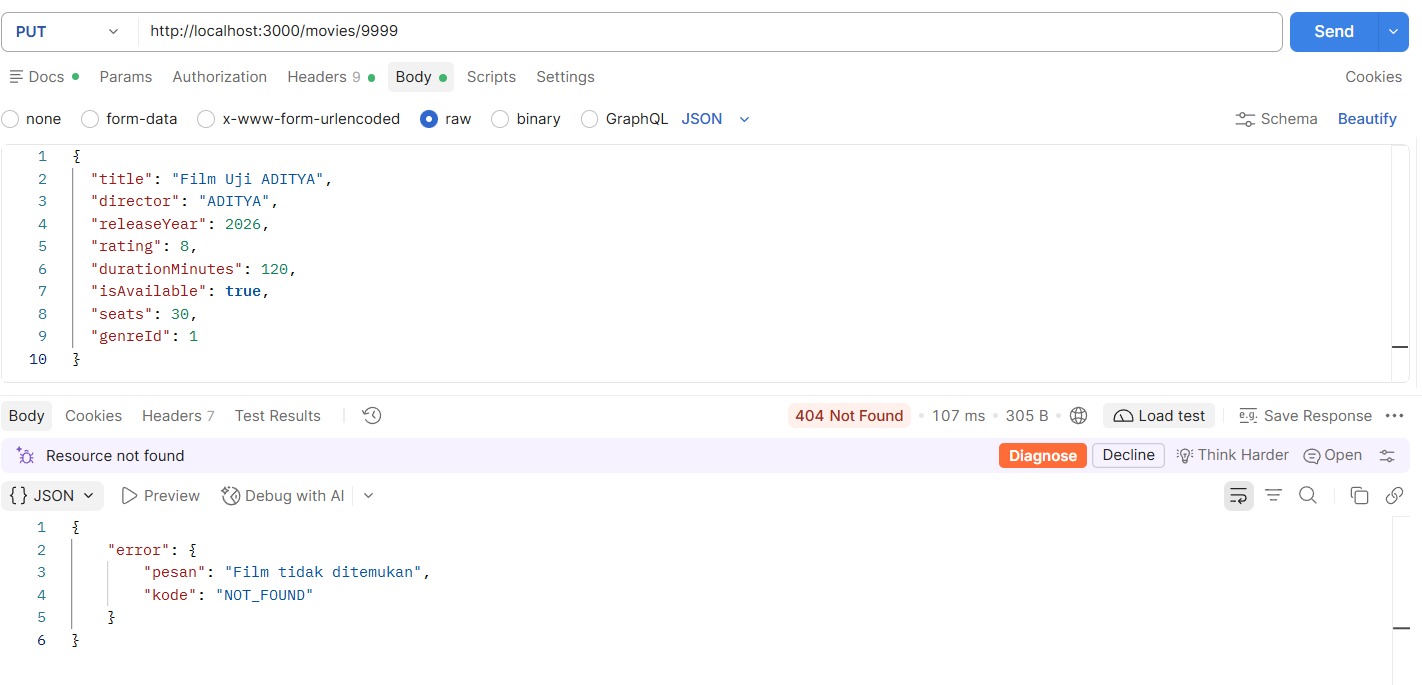 PUT http://localhost:3000/movies/9999 Send
Docs Params Authorization Headers 9 Body Scripts Settings Cookies
none form-data x-www-form-urlencoded raw binary GraphQL JSON Schema Beautify
1 {
2 "title": "Film Uji ADITYA",
3 "director": "ADITYA",
4 "releaseYear": 2026,
5 "rating": 8,
6 "durationMinutes": 120,
7 "isAvailable": true,
8 "seats": 30,
9 "genreId": 1
10 }
Body Cookies Headers 7 Test Results 404 Not Found • 107 ms • 305 B • Load test e.g. Save Response •••
Resource not found Diagnose Decline Think Harder Open
{} JSON Preview Debug with AI
1 {
2 "error": {
3 "pesan": "Film tidak ditemukan",
4 "kode": "NOT_FOUND"
5 }
6 }